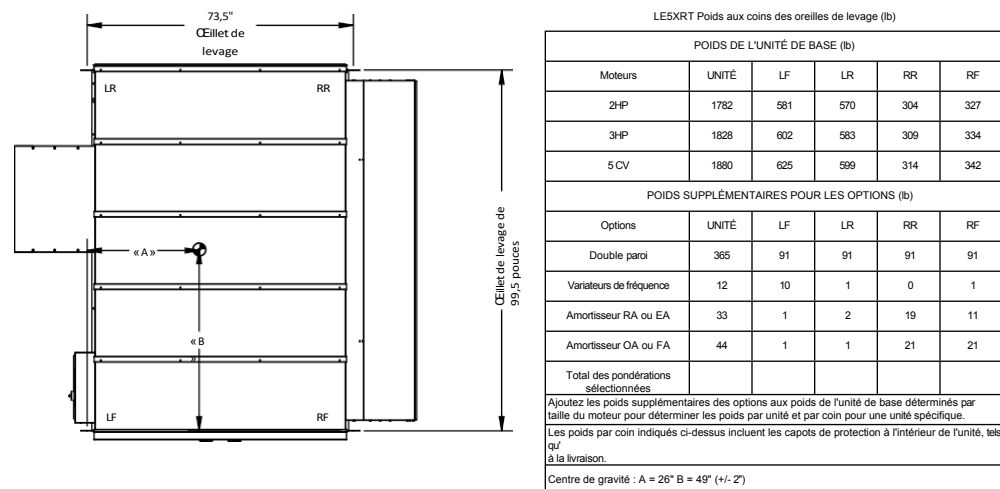 73,5"
Œillet de
levage
LR
RR
« A »
« B
»
LF
RF
Œillet de levage de
99,5 pouces
LE5XRT Poids aux coins des oreilles de levage (lb)
POIDS DE L'UNITÉ DE BASE (lb)
Moteurs UNITÉ LF LR RR RF
2HP 1782 581 570 304 327
3HP 1828 602 583 309 334
5 CV 1880 625 599 314 342
POIDS SUPPLÉMENTAIRES POUR LES OPTIONS (lb)
Options UNITÉ LF LR RR RF
Double paroi 365 91 91 91 91
Variateurs de fréquence 12 10 1 0 1
Amortisseur RA ou EA 33 1 2 19 11
Amortisseur OA ou FA 44 1 1 21 21
Total des pondérations
sélectionnées
Ajoutez les poids supplémentaires des options aux poids de l'unité de base déterminés par
taille du moteur pour déterminer les poids par unité et par coin pour une unité spécifique.
Les poids par coin indiqués ci-dessus incluent les capots de protection à l'intérieur de l'unité, tels
qu'
à la livraison.
Centre de gravité : A = 26" B = 49" (+/- 2")